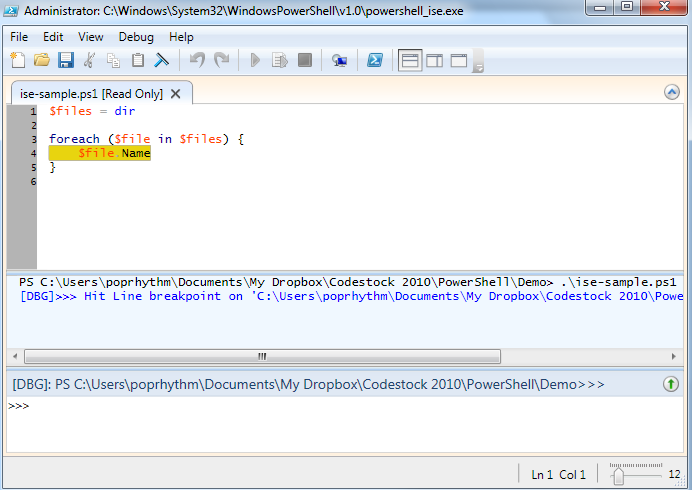 Administrator: C:\Windows\System32\WindowsPowerShell\v1.0\powershell_ise.exe
File Edit View Debug Help
ise-sample.ps1 [Read Only]
1 $files = dir
2
3 foreach ($file in $files) {
4 $file.Name
5 }
6
PS C:\Users\poprhythm\Documents\My Dropbox\Codestock 2010\PowerShell\Demo> .\ise-sample.ps1
[DBG]>>> Hit Line breakpoint on 'C:\Users\poprhythm\Documents\My Dropbox\Codestock 2010\Powe
[DBG]: PS C:\Users\poprhythm\Documents\My Dropbox\Codestock 2010\PowerShell\Demo>>>
>>>
Ln 1 Col 1 12